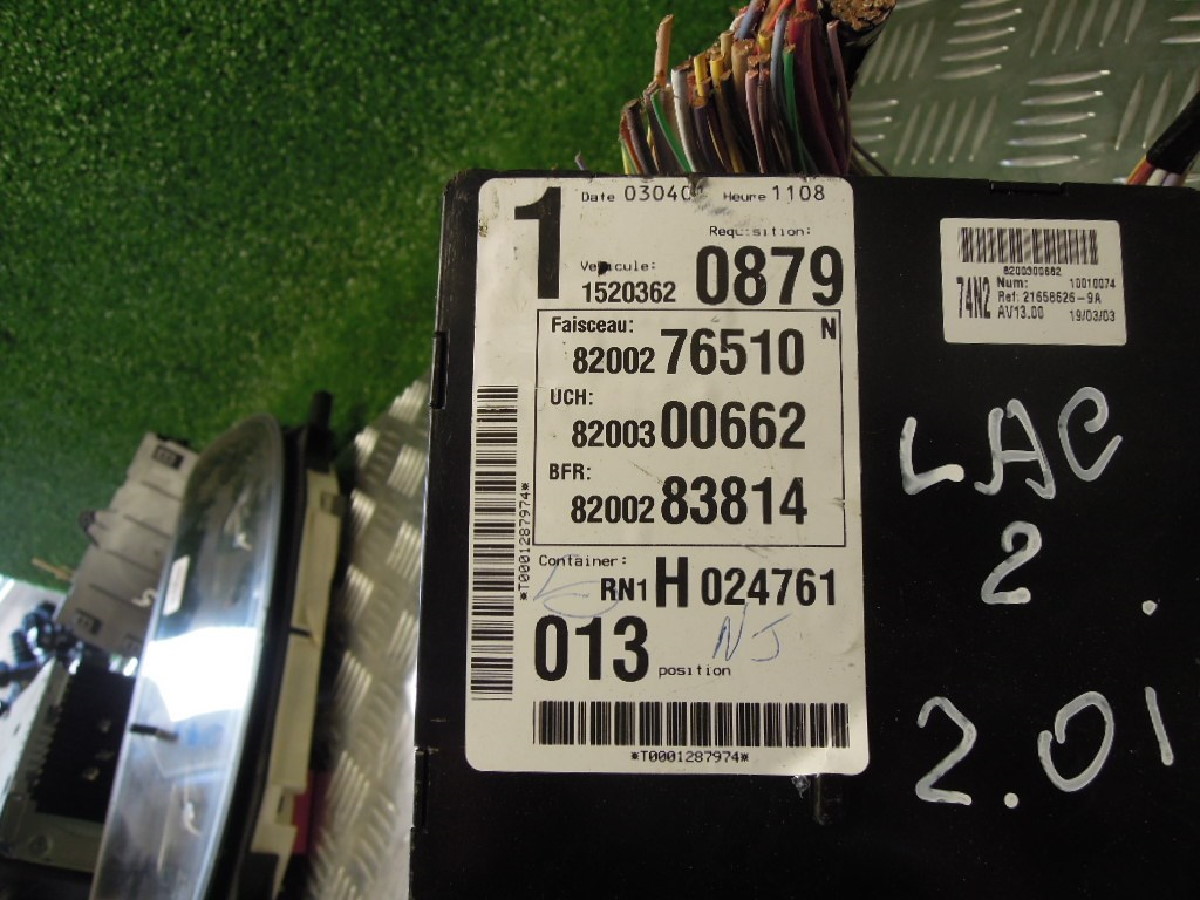 1
Date 03040 Heure 1108
Requisition:
Vehicule:
1520362 0879
Faisceau: N
82002 76510
UCH:
82003 00662
BFR:
82002 83814
Container:
RN1 H 024761
013 position
NJ
*T0001287974*
*T0001287974*
8200300662
74N2
Num: 10010074
Ref: 21658626-9A
AV13.00 19/03/03
LAC
2.
2.01